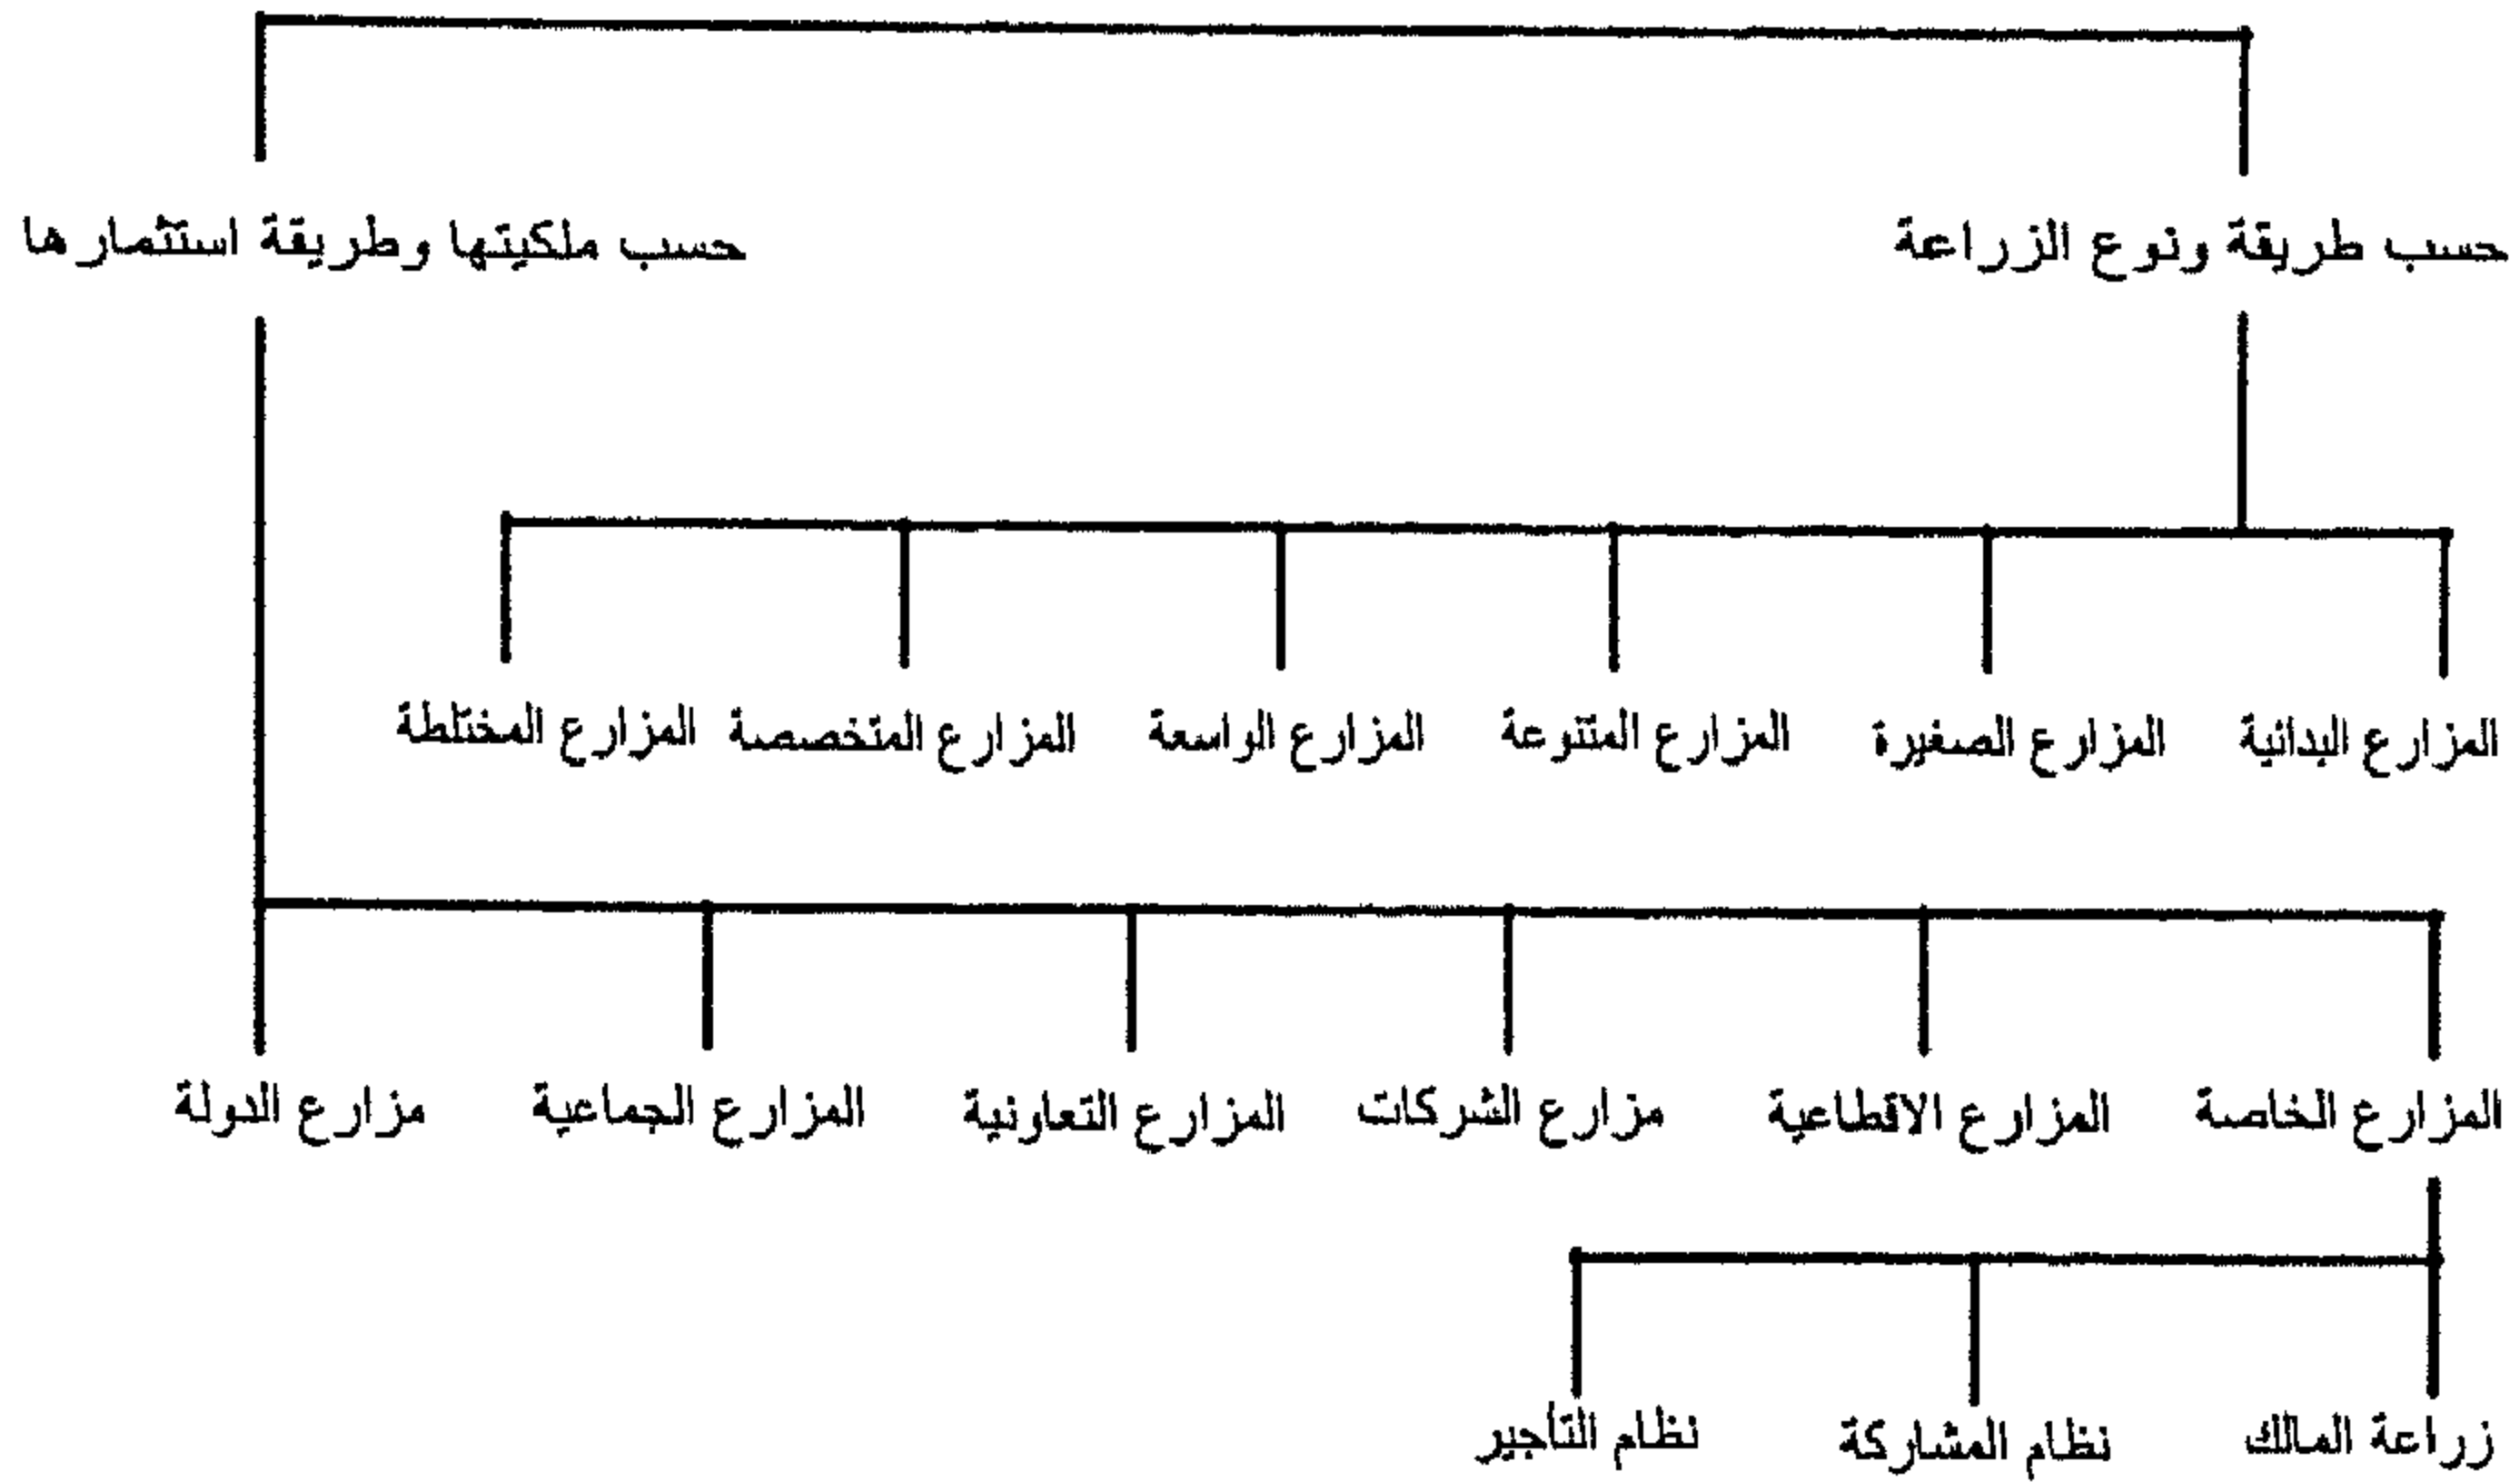 حسب طريقة ونوع الزراعة
حسب ملكيتها وطريقة استثمارها
المزارع البدائية
المزارع الصغيرة
المزارع المتنوعة
المزارع الواسعة
المزارع المتخصصة
المزارع المختلطة
المزارع الخاصة
المزارع الاقطاعية
مزارع الشركات
المزارع التعاونية
المزارع الجماعية
مزارع الدولة
زراعة المالك
نظام المشاركة
نظام التأجير